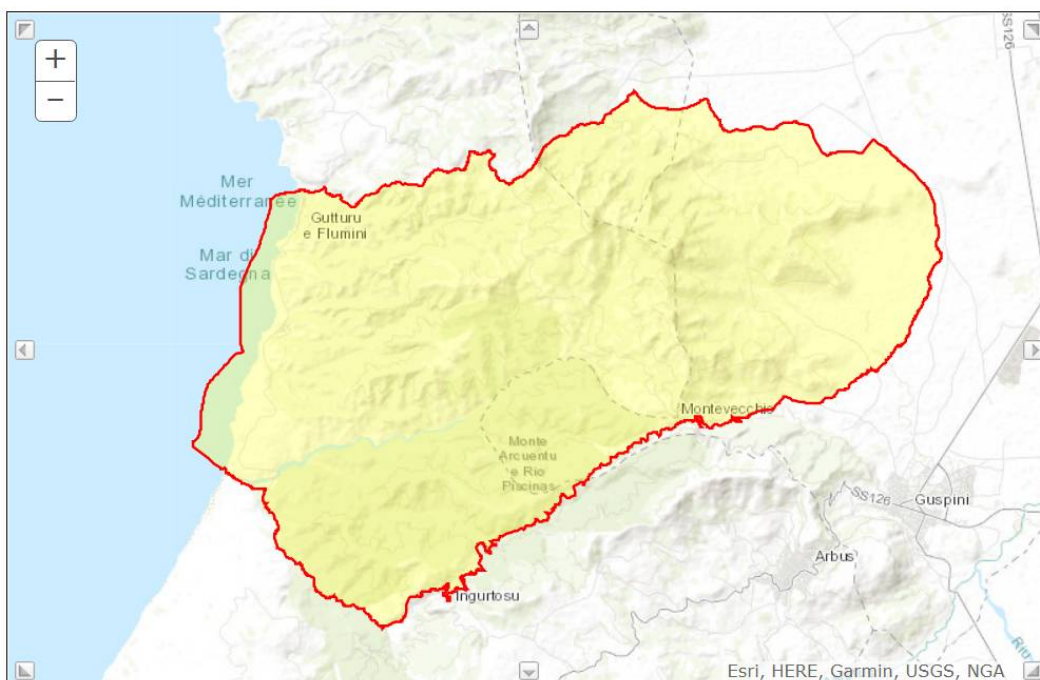 SS126
+
−
Mer
Méditerranée
Gutturu
e Flumini
Mar di
Sardegna
Montevecchio
Monte
Arcuentu
e Rio
Piscinas
SS126
Guspini
Arbus
Ingurtosu
Riu
Esri, HERE, Garmin, USGS, NGA